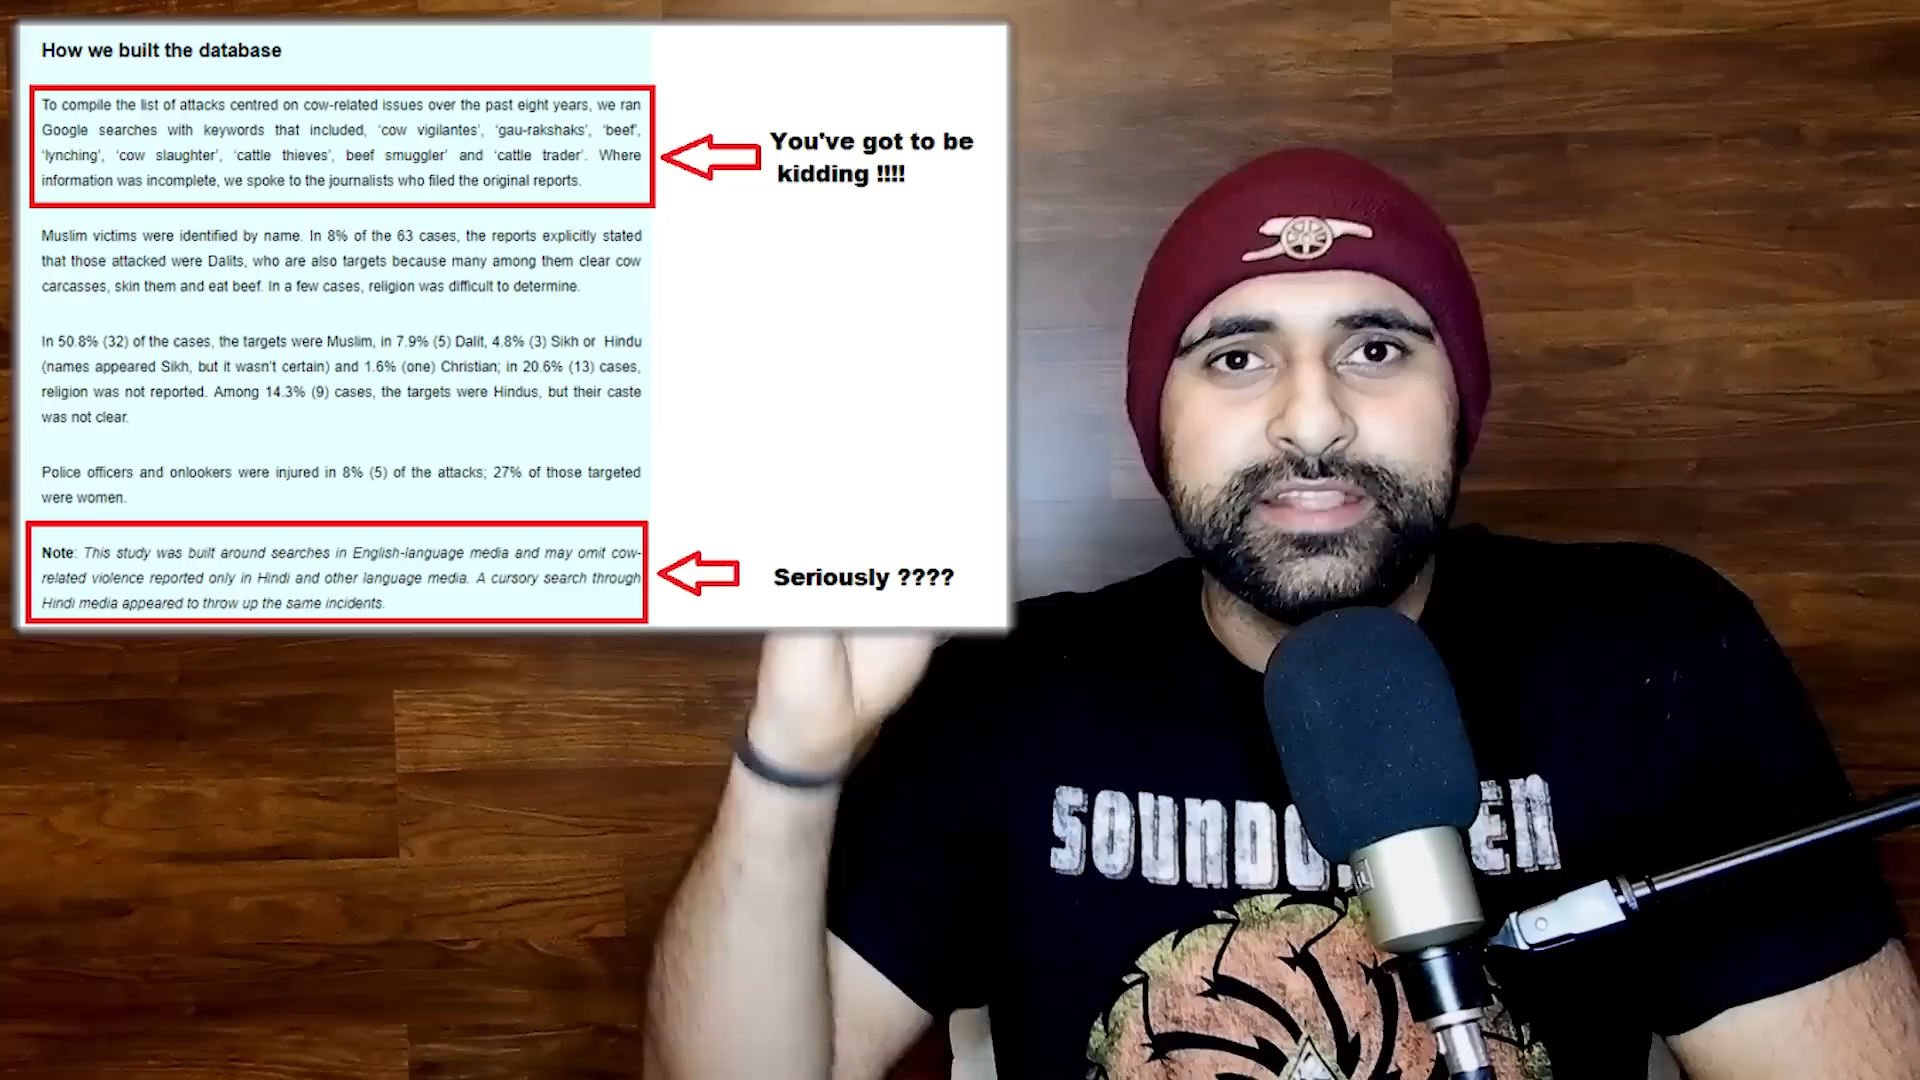 How we built the database
To compile the list of attacks centred on cow-related issues over the past eight years, we ran
Google searches with keywords that included, ‘cow vigilantes’, ‘gau-rakshaks’, ‘beef’,
‘lynching’, ‘cow slaughter’, ‘cattle thieves’, beef smuggler’ and ‘cattle trader’. Where
information was incomplete, we spoke to the journalists who filed the original reports.
You've got to be
kidding !!!!
Muslim victims were identified by name. In 8% of the 63 cases, the reports explicitly stated
that those attacked were Dalits, who are also targets because many among them clear cow
carcasses, skin them and eat beef. In a few cases, religion was difficult to determine.
In 50.8% (32) of the cases, the targets were Muslim, in 7.9% (5) Dalit, 4.8% (3) Sikh or Hindu
(names appeared Sikh, but it wasn't certain) and 1.6% (one) Christian; in 20.6% (13) cases,
religion was not reported. Among 14.3% (9) cases, the targets were Hindus, but their caste
was not clear.
Police officers and onlookers were injured in 8% (5) of the attacks; 27% of those targeted
were women.
Note: This study was built around searches in English-language media and may omit cow-
related violence reported only in Hindi and other language media. A cursory search through
Hindi media appeared to throw up the same incidents.
Seriously ????